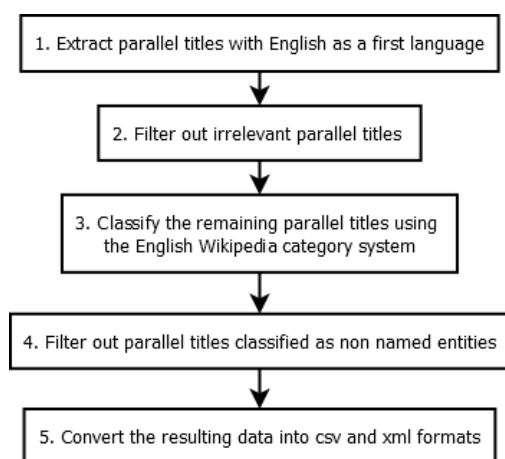 1. Extract parallel titles with English as a first language
2. Filter out irrelevant parallel titles
3. Classify the remaining parallel titles using
the English Wikipedia category system
4. Filter out parallel titles classified as non named entities
5. Convert the resulting data into csv and xml formats